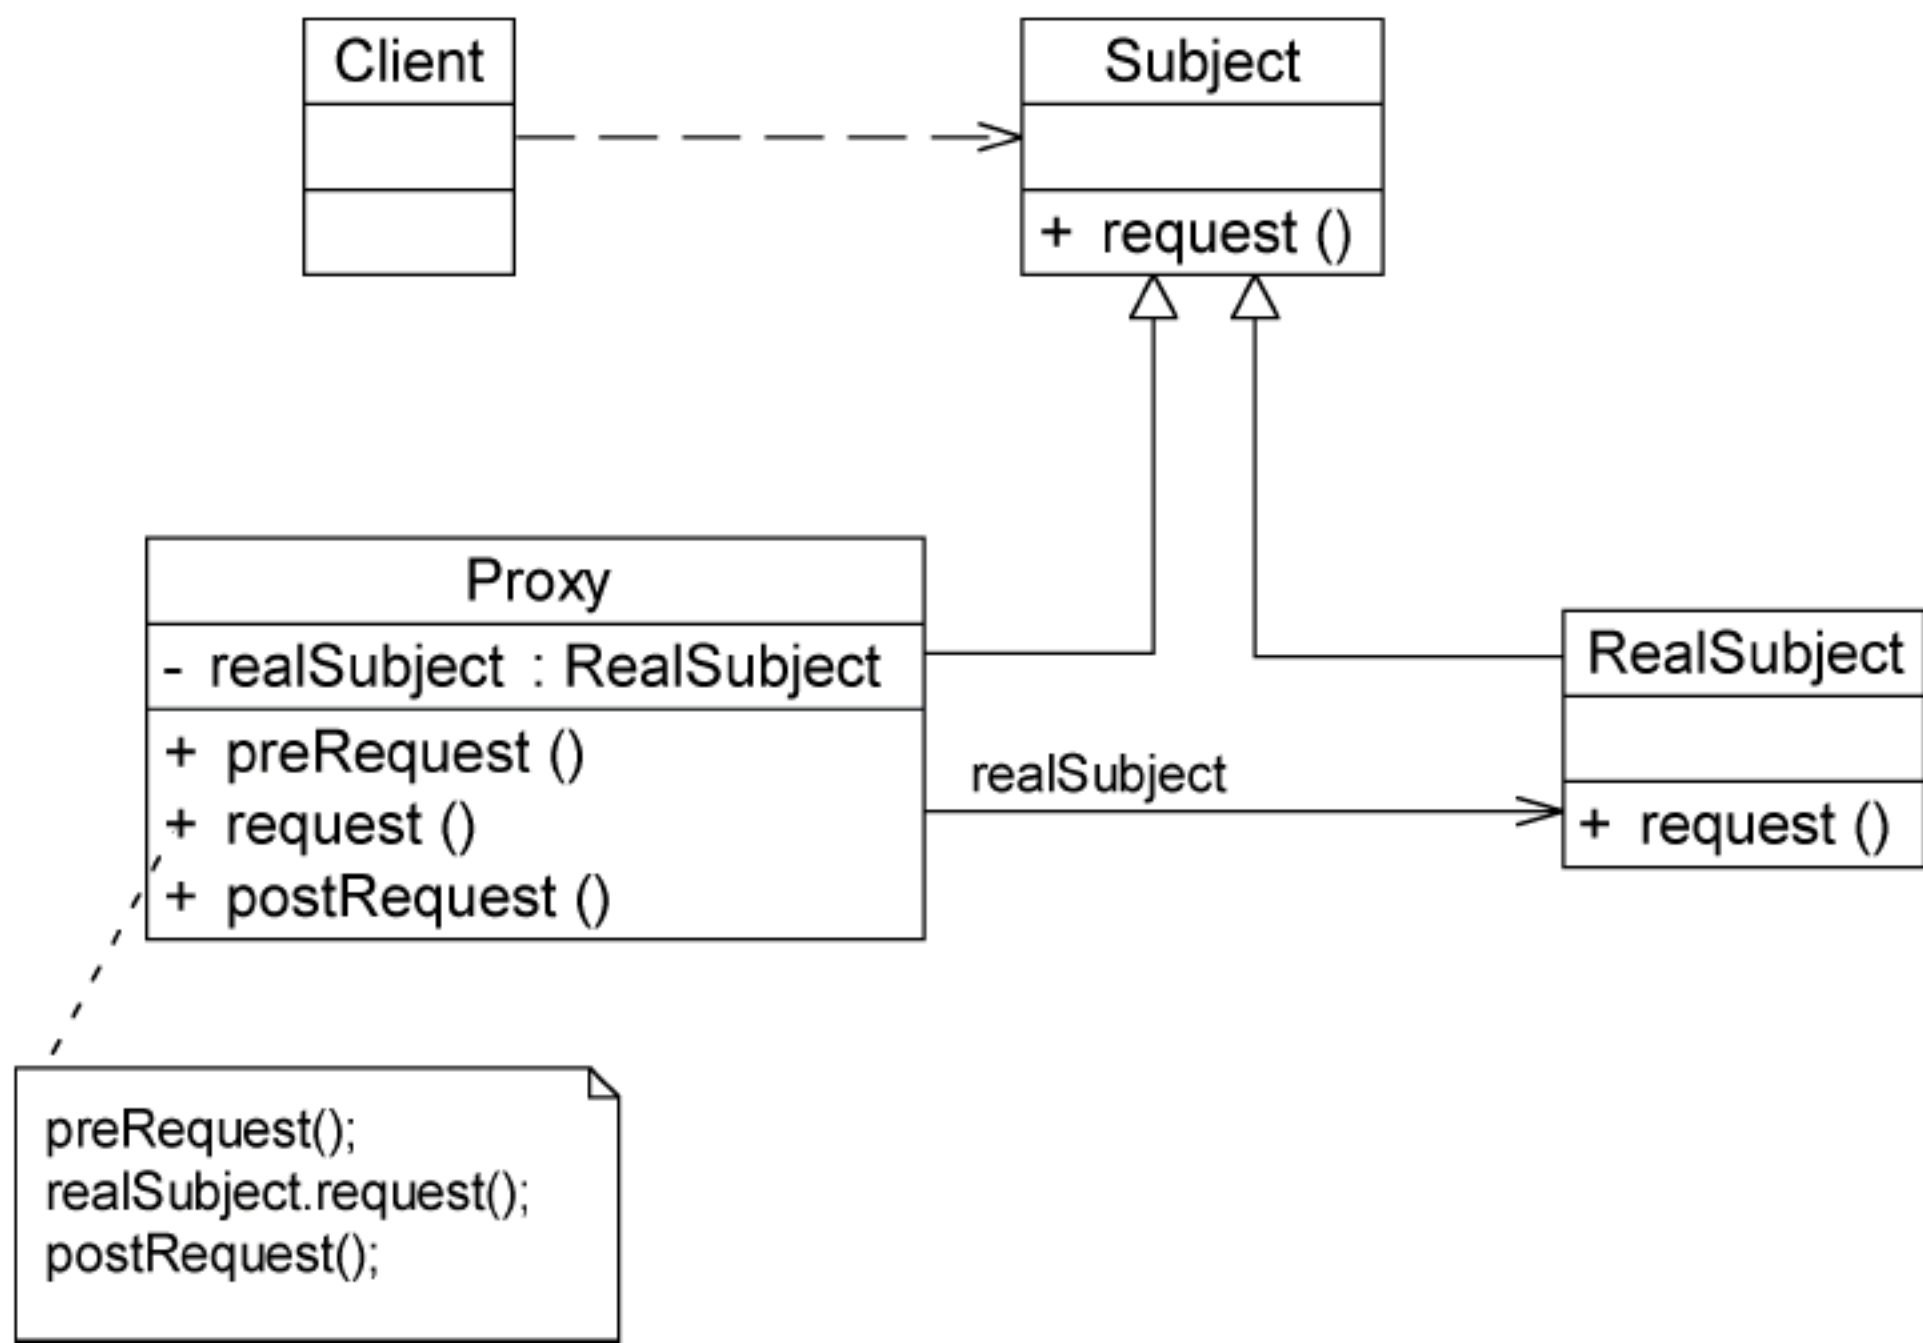 Client
Subject
+ request ()
Proxy
- realSubject : RealSubject
+ preRequest ()
+ request ()
+ postRequest ()
realSubject
RealSubject
+ request ()
preRequest();
realSubject.request();
postRequest();